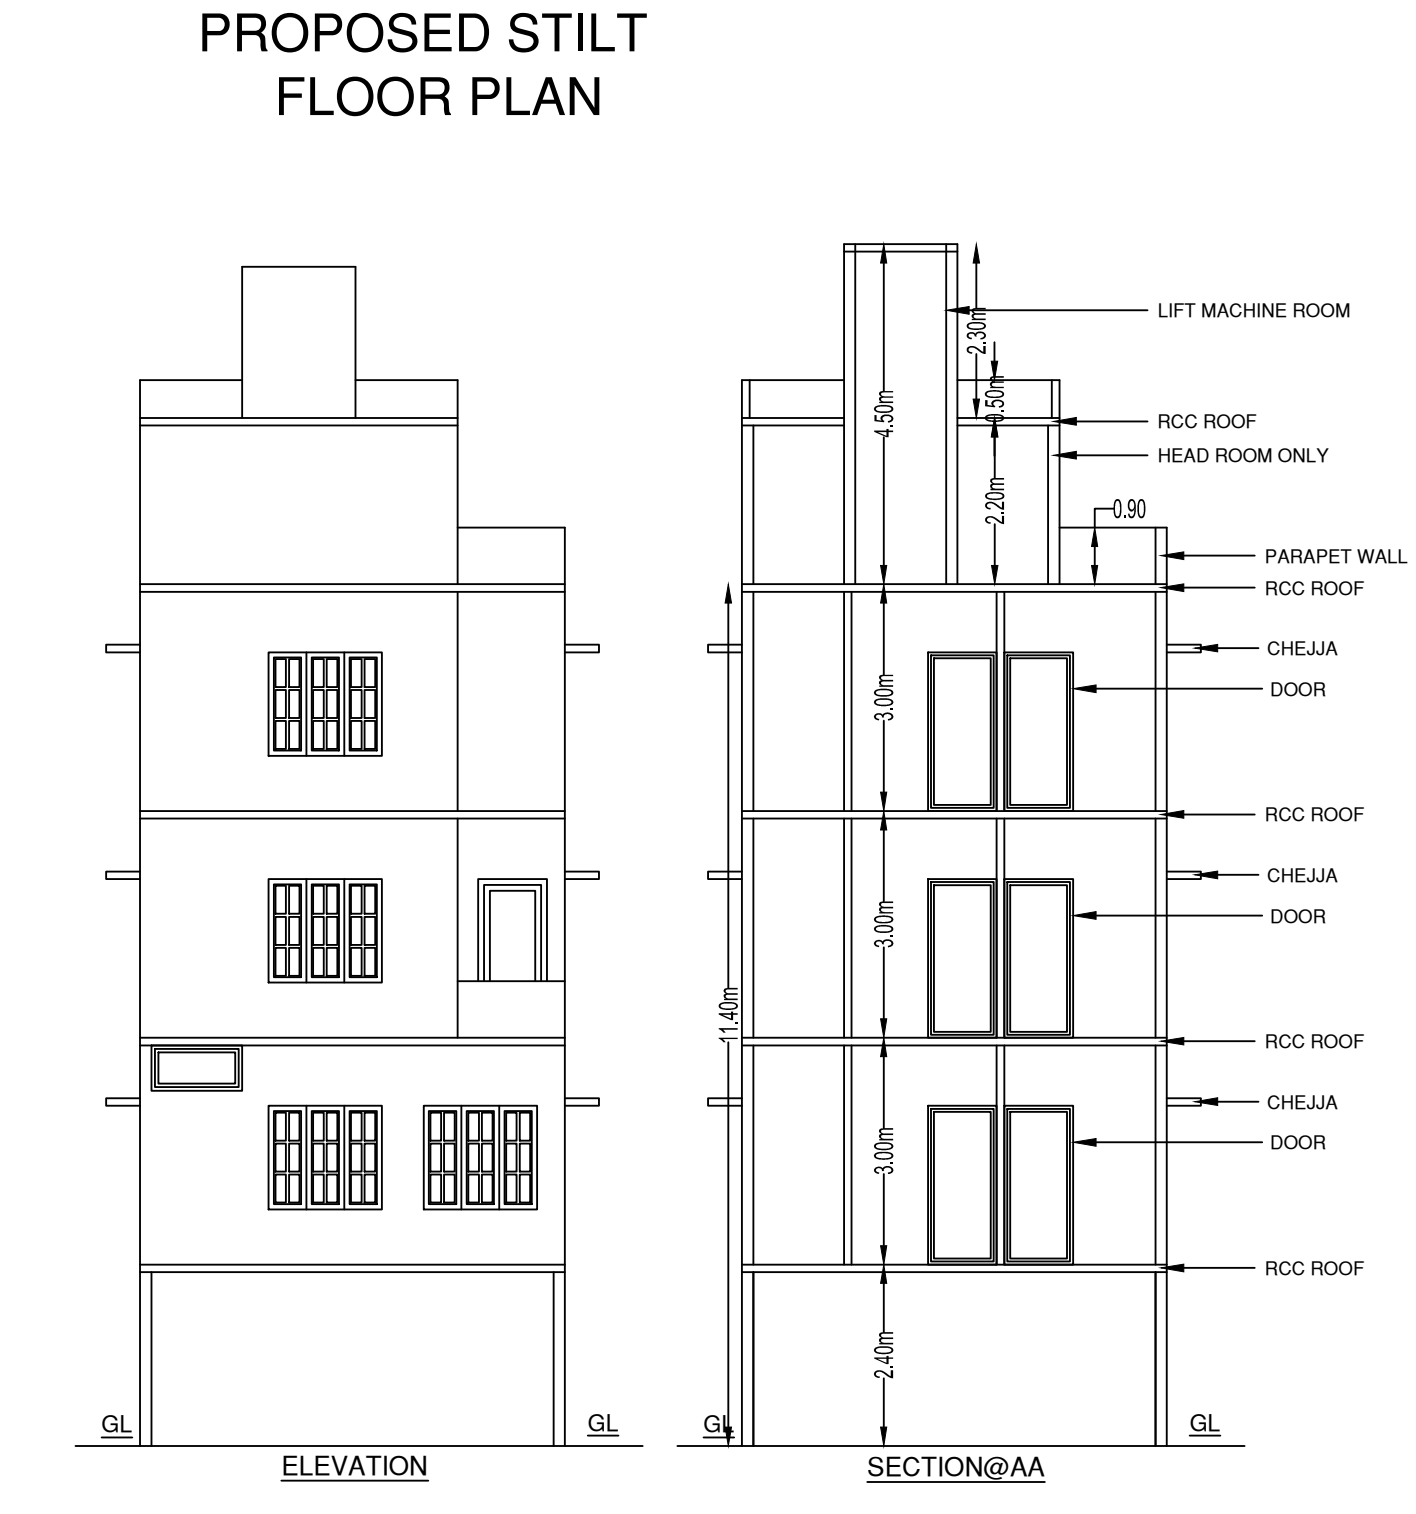 PROPOSED STILT
FLOOR PLAN
LIFT MACHINE ROOM
2.30m
0.50m
4.50m
RCC ROOF
HEAD ROOM ONLY
2.20m
0.90
PARAPET WALL
RCC ROOF
CHEJJA
DOOR
3.00m
RCC ROOF
CHEJJA
DOOR
3.00m
11.40m
RCC ROOF
CHEJJA
DOOR
3.00m
RCC ROOF
2.40m
GL
GL
GL
GL
ELEVATION
SECTION@AA